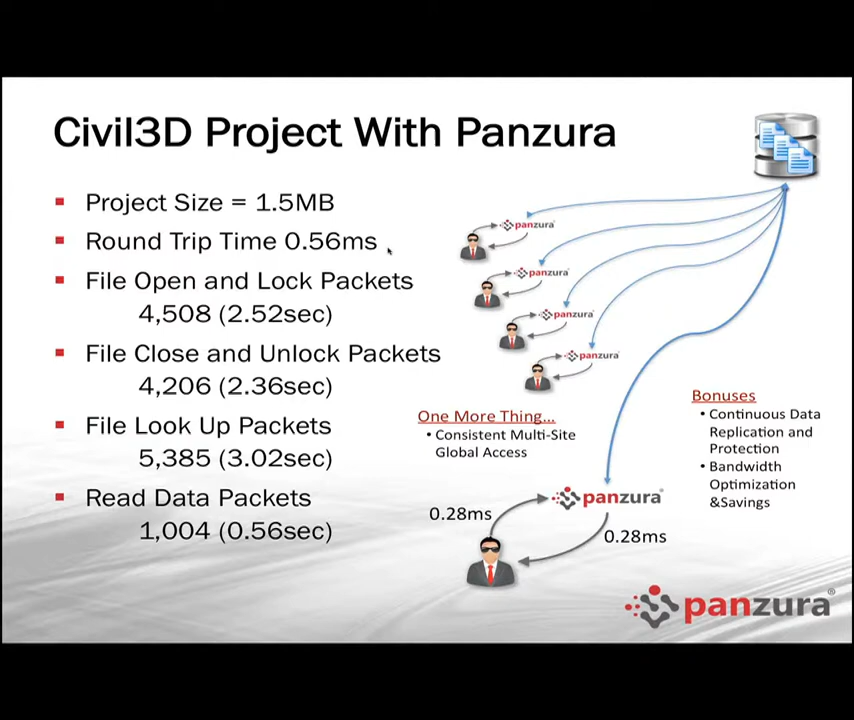 Civil3D Project With Panzura
Project Size = 1.5MB
Round Trip Time 0.56ms
File Open and Lock Packets
4,508 (2.52sec)
File Close and Unlock Packets
4,206 (2.36sec)
File Look Up Packets
5,385 (3.02sec)
Read Data Packets
1,004 (0.56sec)
panzura
panzura
panzura
panzura
One More Thing...
• Consistent Multi-Site
Global Access
Bonuses
• Continuous Data
Replication and
Protection
• Bandwidth
Optimization
&Savings
0.28ms
panzura®
0.28ms
panzura®